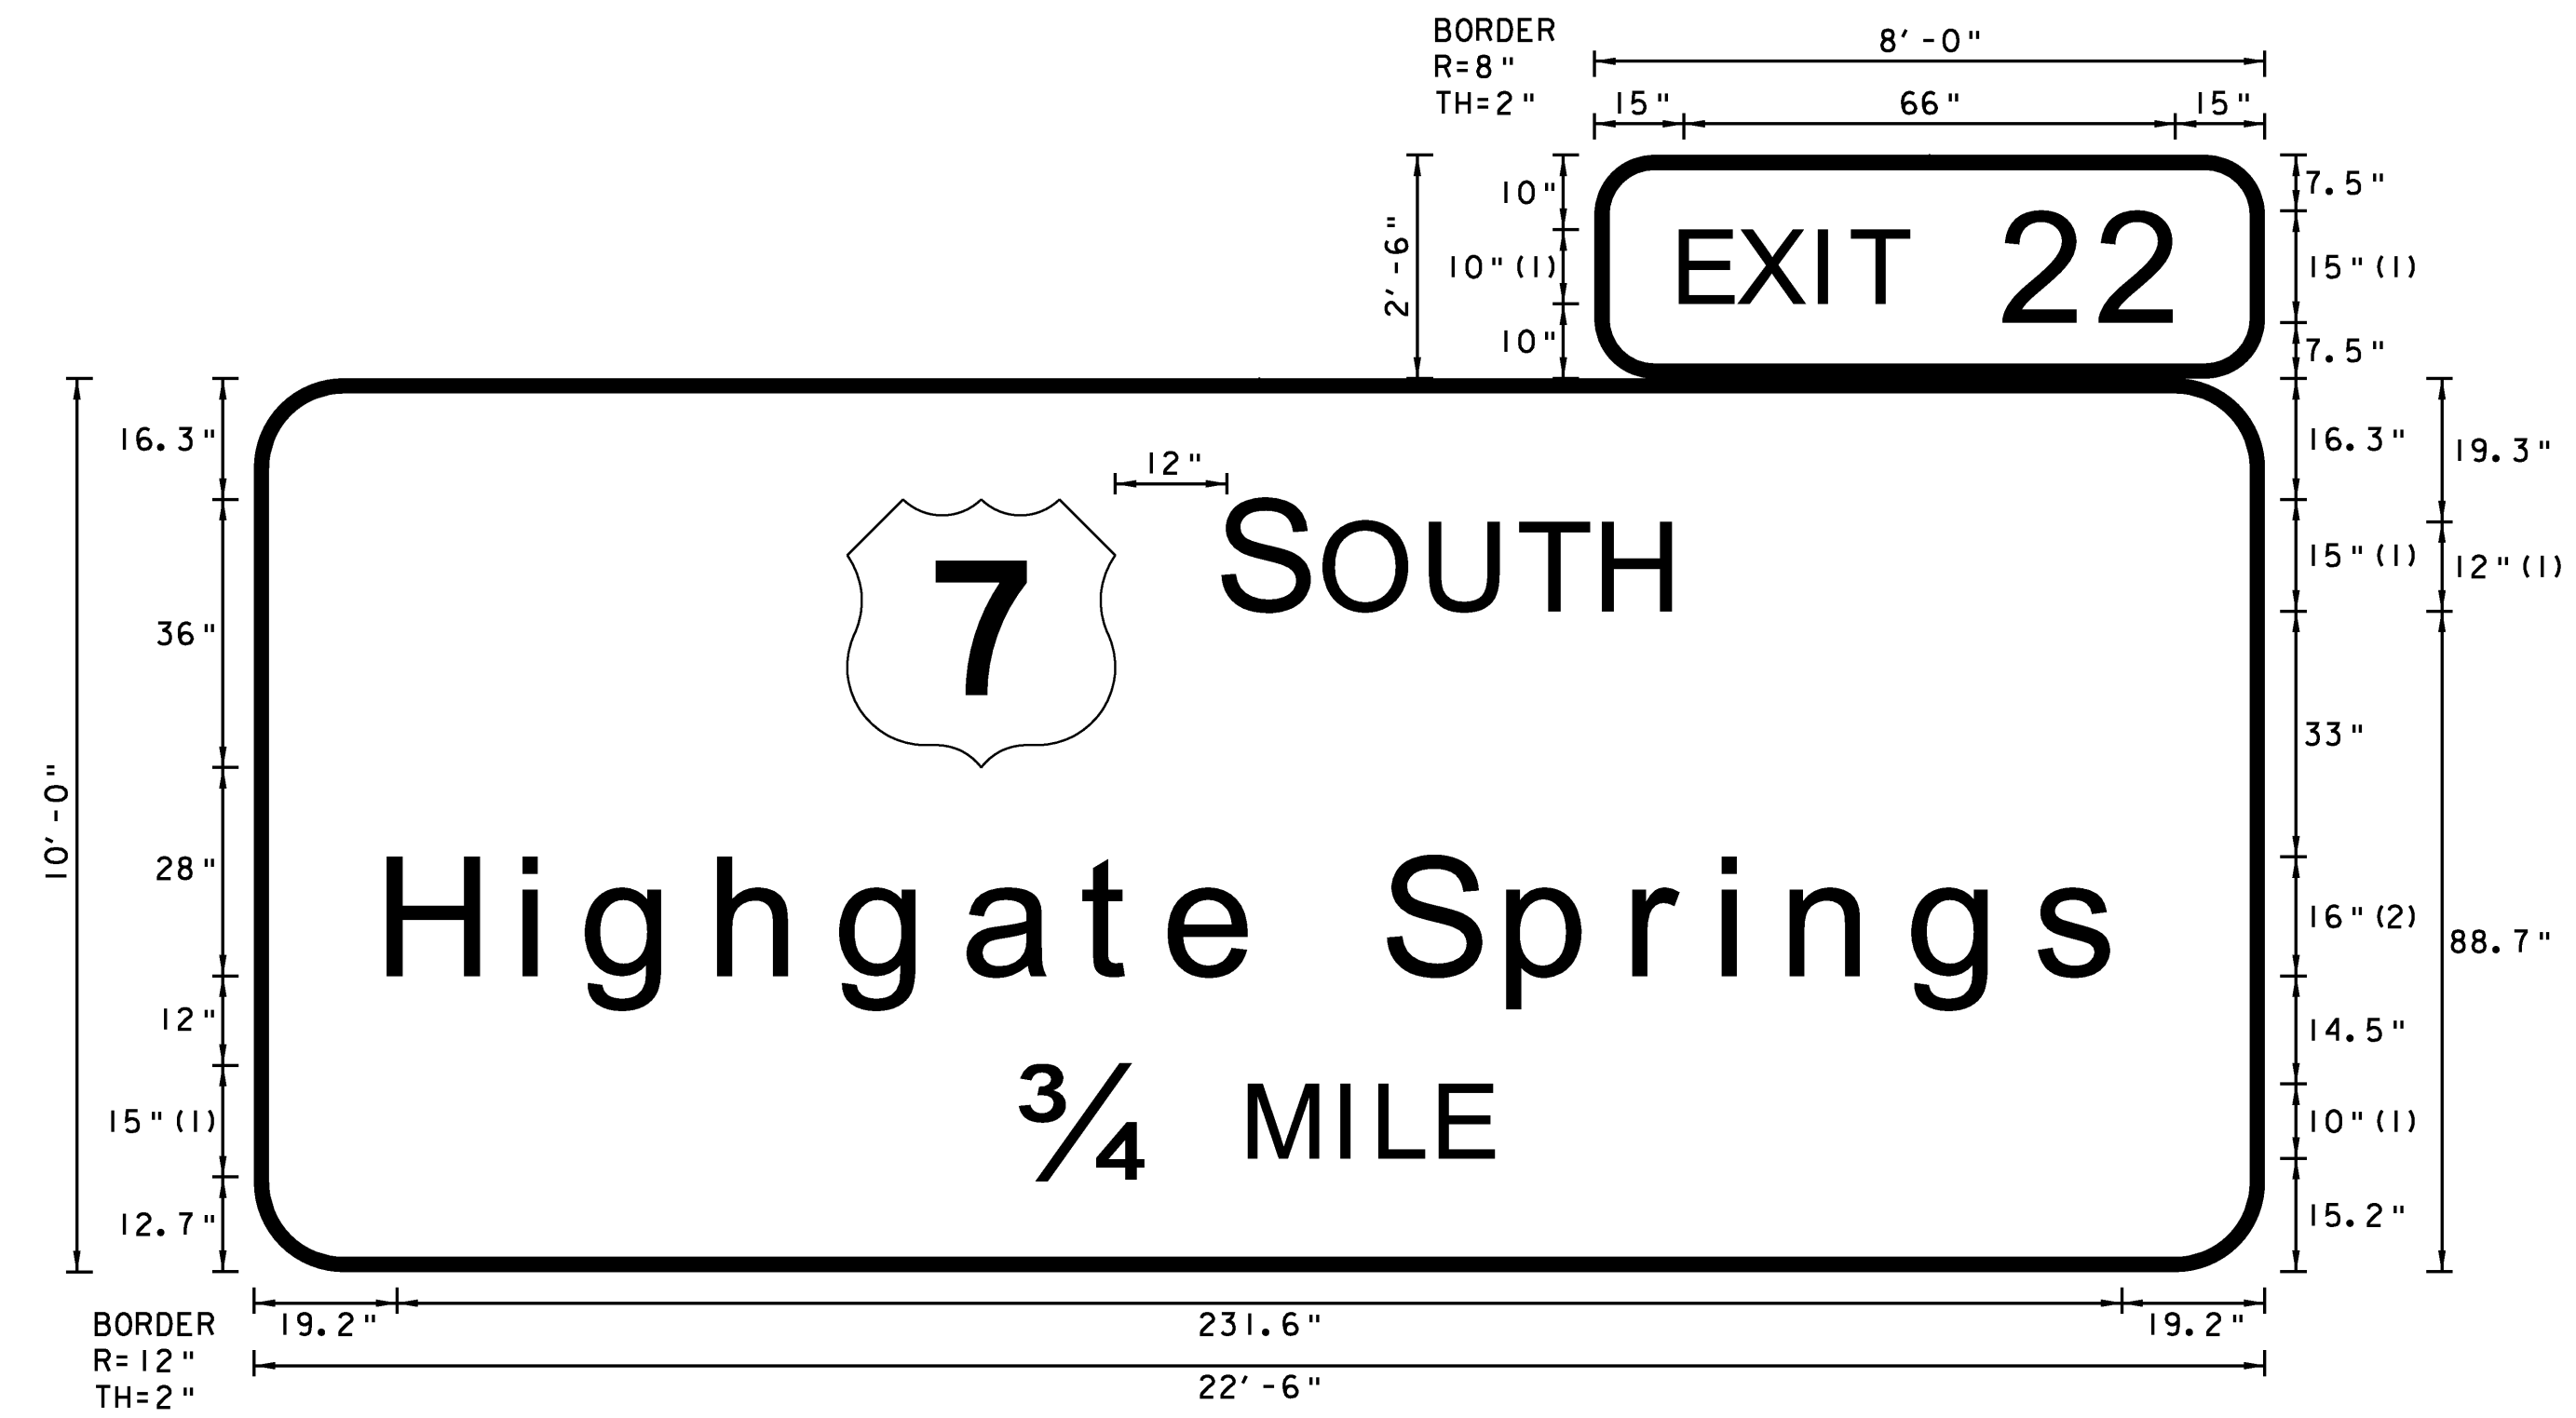 BORDER
R=8"
TH=2"
8'-0"
15" 66" 15"
2'-6"
10"
10"(1)
10"
EXIT 22
7.5"
15"(1)
7.5"
10'-0"
16.3"
36"
28"
12"
15"(1)
12.7"
12"
7 SOUTH
Highgate Springs
¾ MILE
16.3"
15"(1)
33"
16"(2)
14.5"
10"(1)
15.2"
19.3"
12"(1)
88.7"
BORDER
R=12"
TH=2"
19.2" 231.6" 19.2"
22'-6"